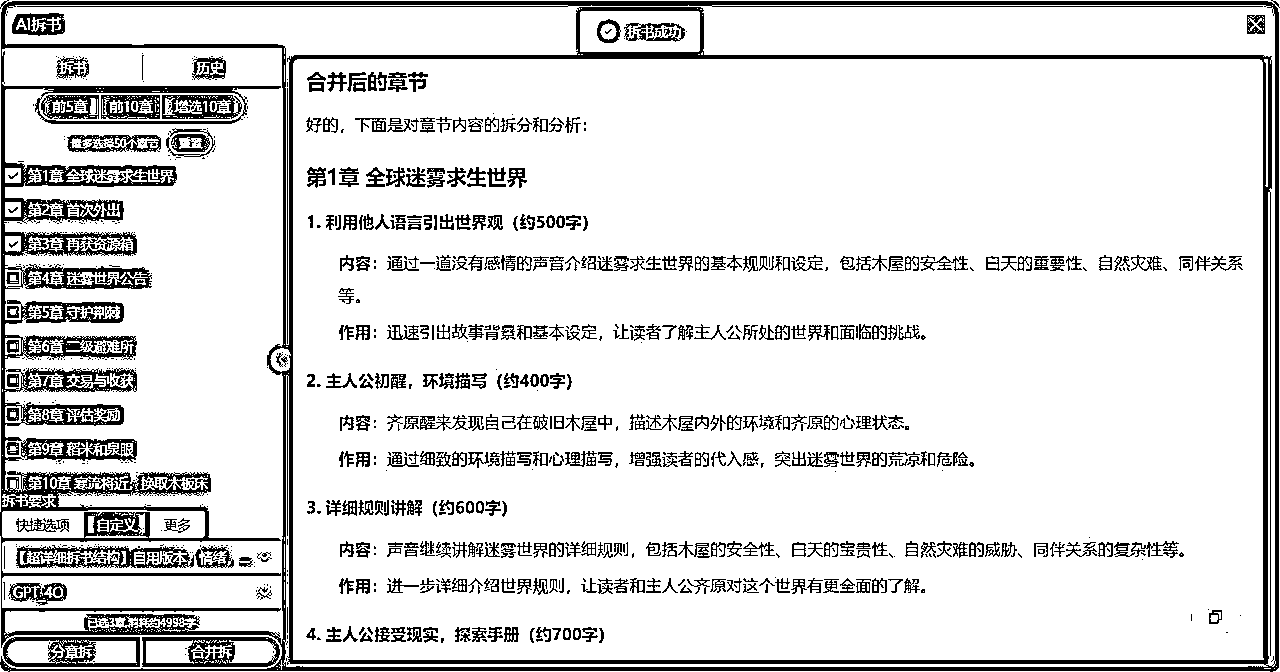 AI拆书
拆书成功
拆书
历史
前5章
前10章
增选10章
最多选择50个章节
重置
第1章 全球迷雾求生世界
第2章 首次外出
第3章 再获资源箱
第4章 迷雾世界公告
第5章 守护荆棘
第6章 二级避难所
第7章 交易与收获
第8章 评估奖励
第9章 稻米和泉眼
第10章 寒流将近，换取木板床
拆书要求
快捷选项
自定义
更多
【超详细拆书结构】自用版本，情绪，
GPT-4O
已选3章,消耗约4998字
分章拆
合并拆
合并后的章节
好的，下面是对章节内容的拆分和分析：
第1章 全球迷雾求生世界
1. 利用他人语言引出世界观（约500字）
内容：通过一道没有感情的声音介绍迷雾求生世界的基本规则和设定，包括木屋的安全性、白天的重要性、自然灾难、同伴关系
等。
作用：迅速引出故事背景和基本设定，让读者了解主人公所处的世界和面临的挑战。
2. 主人公初醒，环境描写（约400字）
内容：齐原醒来发现自己在破旧木屋中，描述木屋内外的环境和齐原的心理状态。
作用：通过细致的环境描写和心理描写，增强读者的代入感，突出迷雾世界的荒凉和危险。
3. 详细规则讲解（约600字）
内容：声音继续讲解迷雾世界的详细规则，包括木屋的安全性、白天的宝贵性、自然灾难的威胁、同伴关系的复杂性等。
作用：进一步详细介绍世界规则，让读者和主人公齐原对这个世界有更全面的了解。
4. 主人公接受现实，探索手册（约700字）